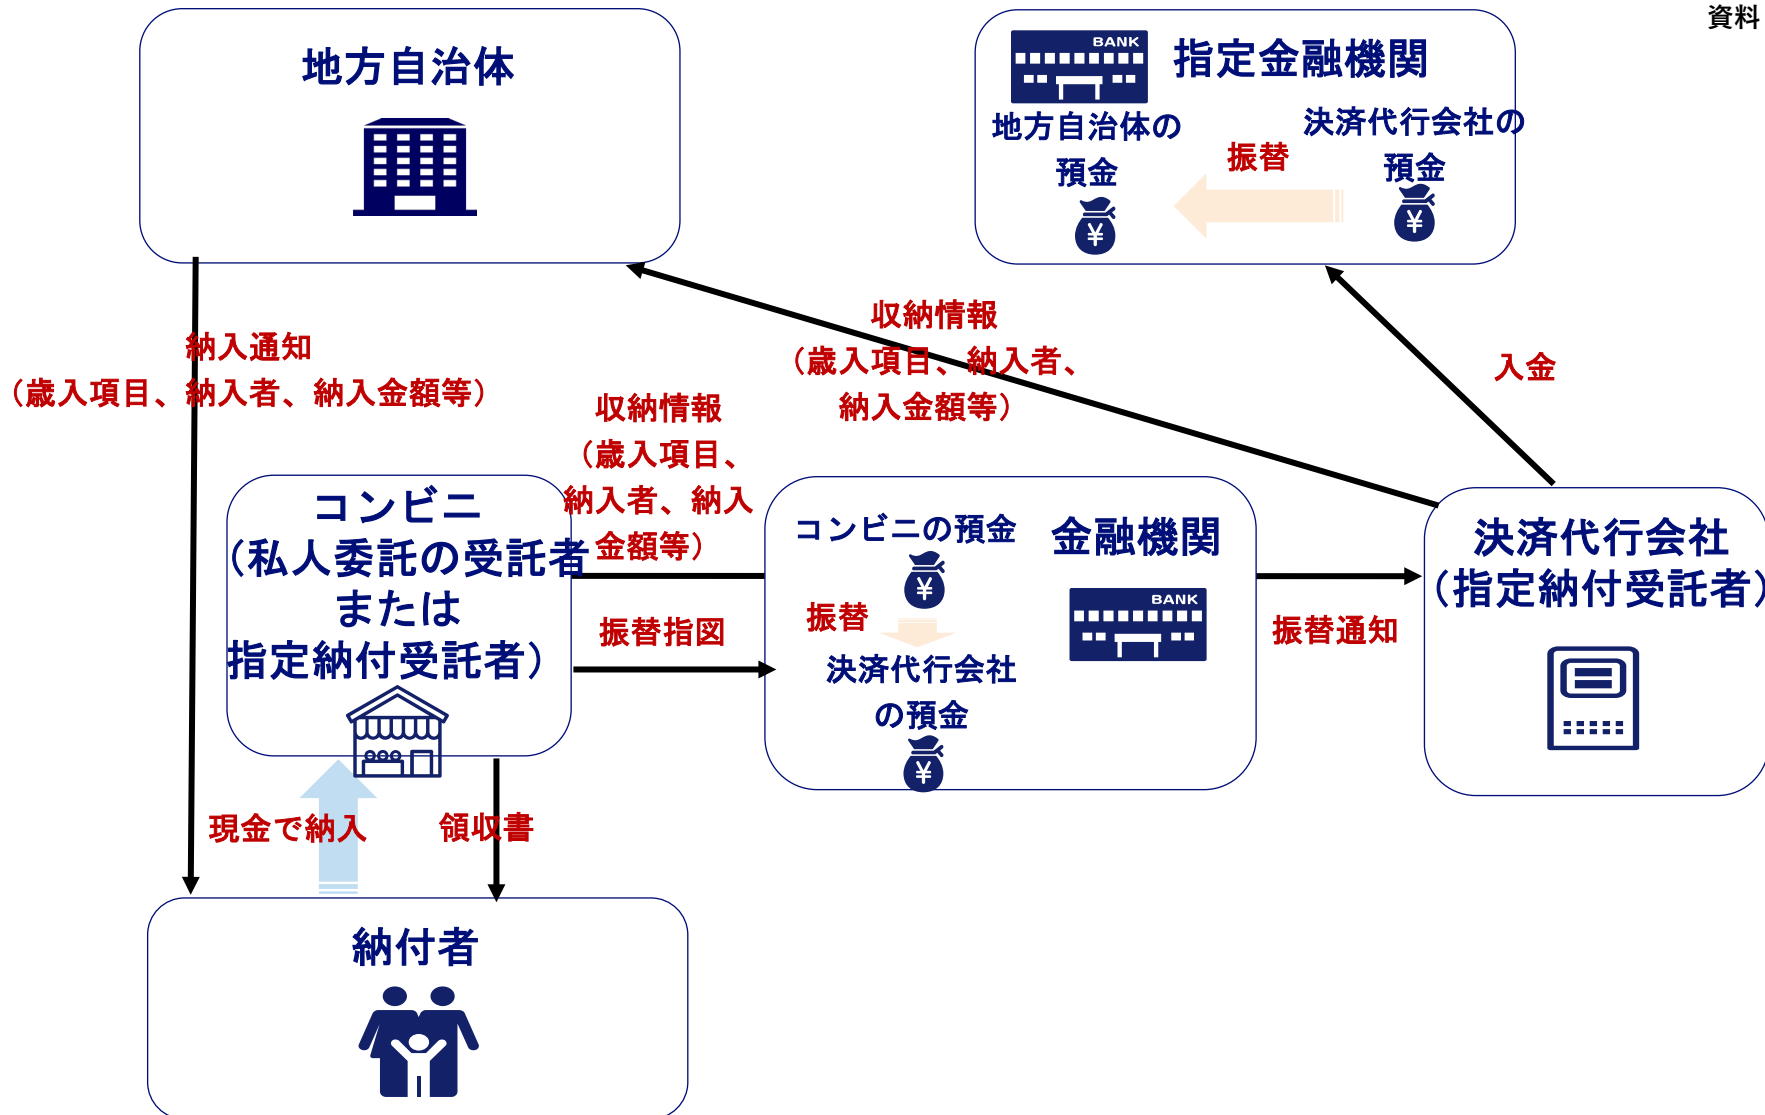 資料
地方自治体
BANK
指定金融機関
地方自治体の
預金
振替
決済代行会社の
預金
¥
¥
納入通知
（歳入項目、納入者、納入金額等）
収納情報
（歳入項目、納入者、
納入金額等）
入金
収納情報
（歳入項目、
納入者、納入
金額等）
コンビニ
（私人委託の受託者
または
指定納付受託者）
振替指図
コンビニの預金
¥
金融機関
BANK
振替
決済代行会社
の預金
¥
振替通知
決済代行会社
（指定納付受託者）
現金で納入
領収書
納付者